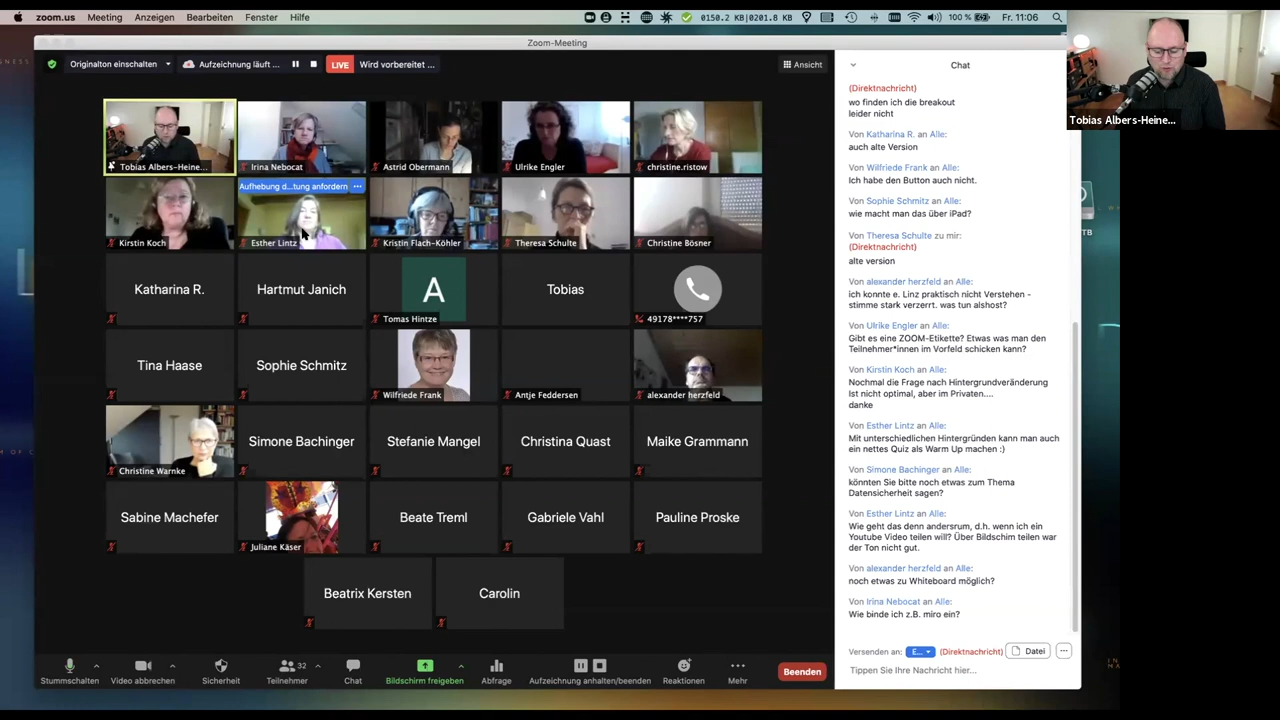 zoom.us Meeting Anzeigen Bearbeiten Fenster Hilfe
0150.2 KB|0201.8 KB
100 %
Fr. 11:06
Zoom-Meeting
Originalton einschalten
Aufzeichnung läuft ...
LIVE
Wird vorbereitet ...
Ansicht
Tobias Albers-Heine...
Tobias Albers-Heine...
Irina Nebocat
Astrid Obermann
Ulrike Engler
christine.ristow
Kirstin Koch
Aufhebung d...tung anfordern
Esther Lintz
Kristin Flach-Köhler
Theresa Schulte
Christine Bösner
Katharina R.
Hartmut Janich
A
Tomas Hintze
Tobias
49178****757
Tina Haase
Sophie Schmitz
Wilfriede Frank
Antje Feddersen
alexander herzfeld
Christine Warnke
Simone Bachinger
Stefanie Mangel
Christina Quast
Maike Grammann
Sabine Machefer
Juliane Käser
Beate Treml
Gabriele Vahl
Pauline Proske
Beatrix Kersten
Carolin
Stummschalten
Video abbrechen
Sicherheit
32
Teilnehmer
Chat
Bildschirm freigeben
Abfrage
Aufzeichnung anhalten/beenden
Reaktionen
Mehr
Beenden
Chat
(Direktnachricht)
wo finden ich die breakout
leider nicht
Von Katharina R. an Alle:
auch alte Version
Von Wilfriede Frank an Alle:
Ich habe den Button auch nicht.
Von Sophie Schmitz an Alle:
wie macht man das über iPad?
Von Theresa Schulte zu mir:
(Direktnachricht)
alte version
Von alexander herzfeld an Alle:
ich konnte e. Linz praktisch nicht Verstehen -
stimme stark verzerrt. was tun alshost?
Von Ulrike Engler an Alle:
Gibt es eine ZOOM-Etikette? Etwas was man den
Teilnehmer*innen im Vorfeld schicken kann?
Von Kirstin Koch an Alle:
Nochmal die Frage nach Hintergrundveränderung
Ist nicht optimal, aber im Privaten....
danke
Von Esther Lintz an Alle:
Mit unterschiedlichen Hintergründen kann man auch
ein nettes Quiz als Warm Up machen :)
Von Simone Bachinger an Alle:
könnten Sie bitte noch etwas zum Thema
Datensicherheit sagen?
Von Esther Lintz an Alle:
Wie geht das denn andersrum, d.h. wenn ich ein
Youtube Video teilen will? Über Bildschim teilen war
der Ton nicht gut.
Von alexander herzfeld an Alle:
noch etwas zu Whiteboard möglich?
Von Irina Nebocat an Alle:
Wie binde ich z.B. miro ein?
Versenden an: E... (Direktnachricht)
Datei
Tippen Sie Ihre Nachricht hier...
TB